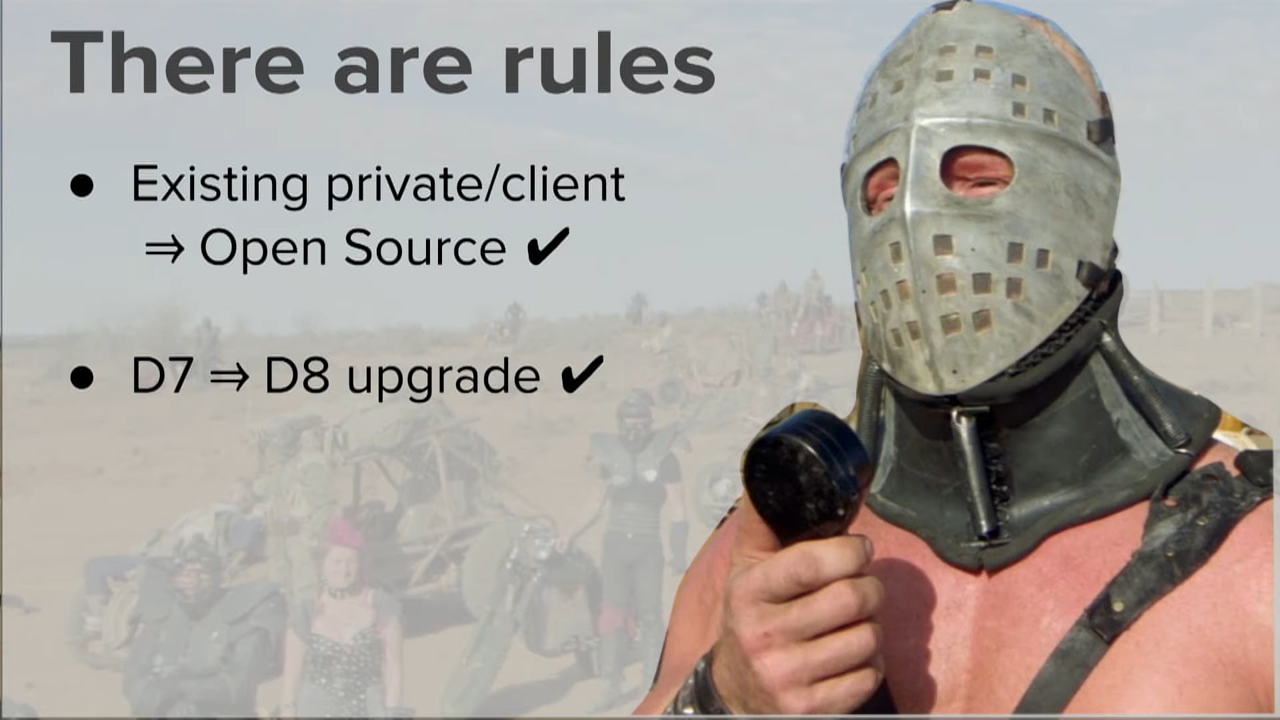 There are rules
● Existing private/client
⇒ Open Source ✔
● D7 ⇒ D8 upgrade ✔